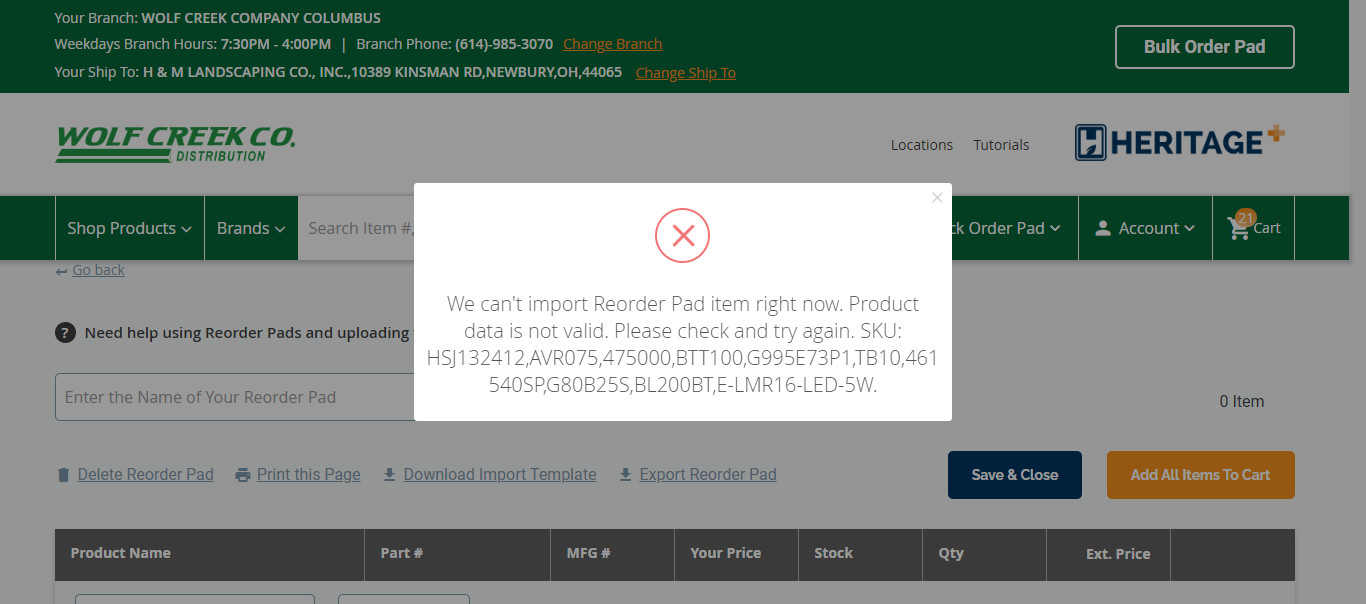 Your Branch: WOLF CREEK COMPANY COLUMBUS
Weekdays Branch Hours: 7:30PM - 4:00PM | Branch Phone: (614)-985-3070 Change Branch
Your Ship To: H & M LANDSCAPING CO., INC.,10389 KINSMAN RD,NEWBURY,OH,44065 Change Ship To
Bulk Order Pad
WOLF CREEK CO.
DISTRIBUTION
Locations Tutorials
HERITAGE+
Shop Products Brands Search Item #, Order Pad Account 21 Cart
Go back
We can't import Reorder Pad item right now. Product
data is not valid. Please check and try again. SKU:
HSJ132412,AVR075,475000,BTT100,G995E73P1,TB10,461
540SP,G80B25S,BL200BT,E-LMR16-LED-5W.
? Need help using Reorder Pads and uploading
Enter the Name of Your Reorder Pad
0 Item
Delete Reorder Pad Print this Page Download Import Template Export Reorder Pad
Save & Close Add All Items To Cart
Product Name Part # MFG # Your Price Stock Qty Ext. Price